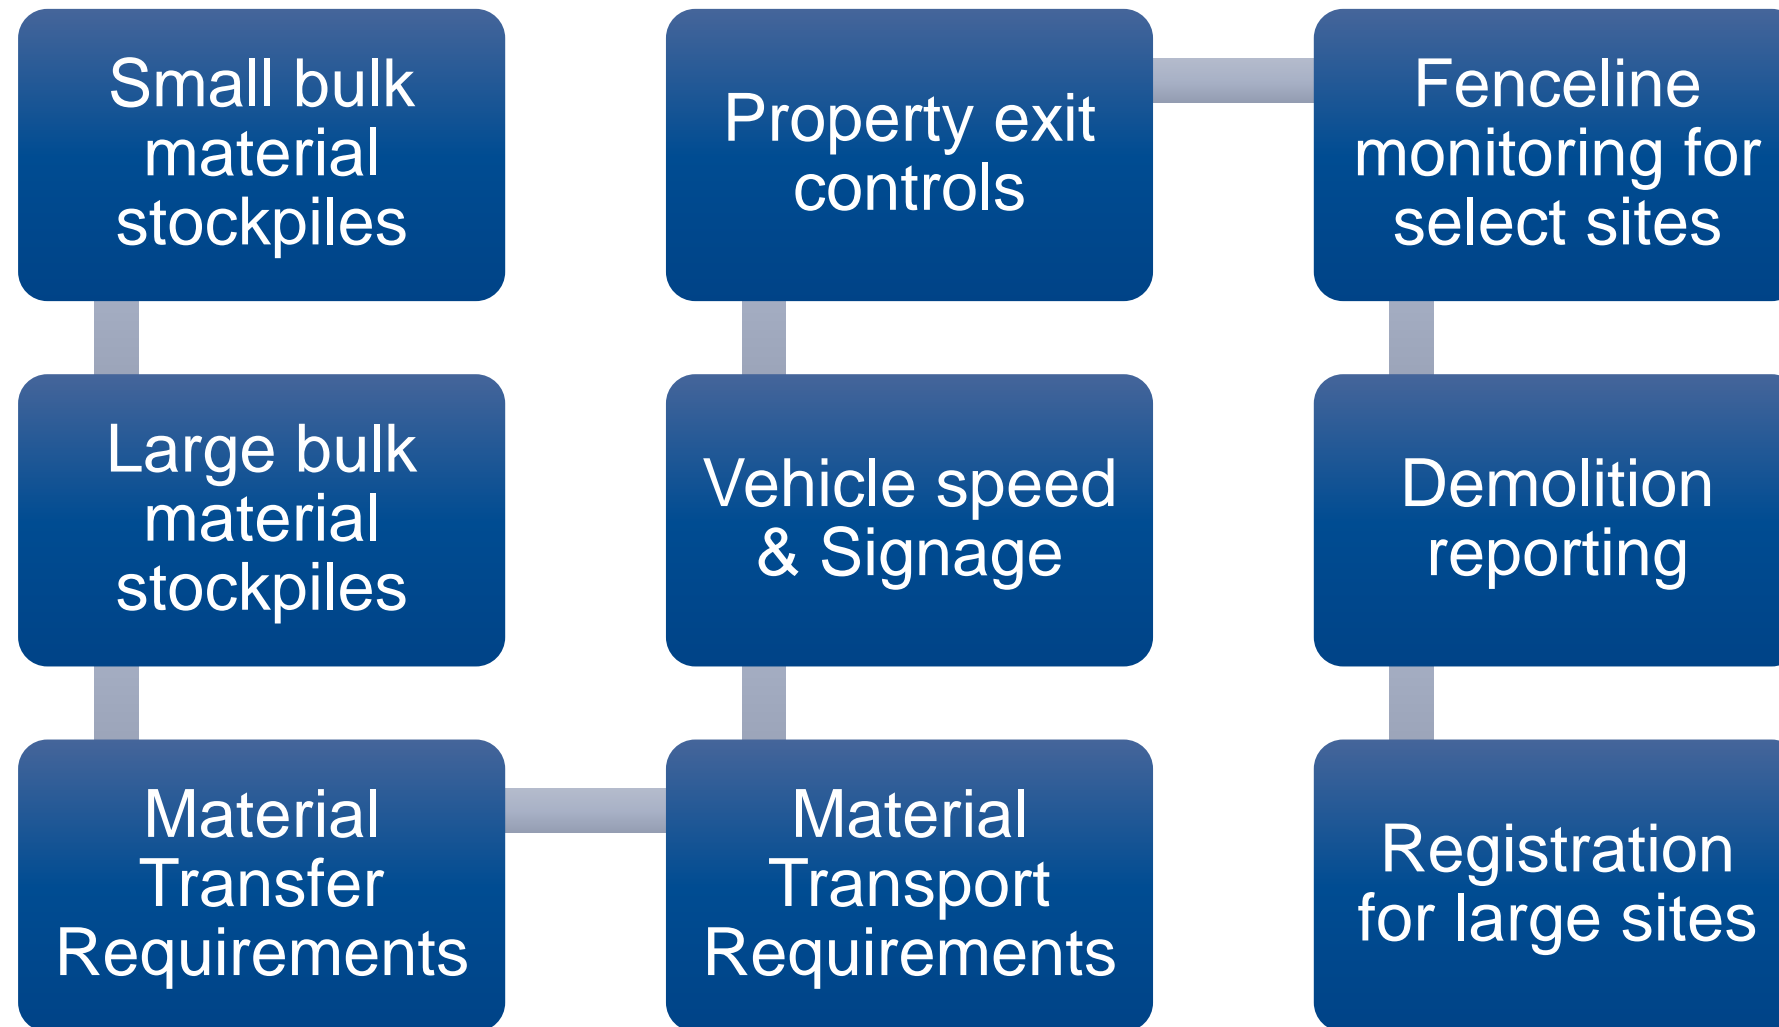 Small bulk
material
stockpiles
Large bulk
material
stockpiles
Material
Transfer
Requirements
Material
Transport
Requirements
Vehicle speed
& Signage
Property exit
controls
Fenceline
monitoring for
select sites
Demolition
reporting
Registration
for large sites